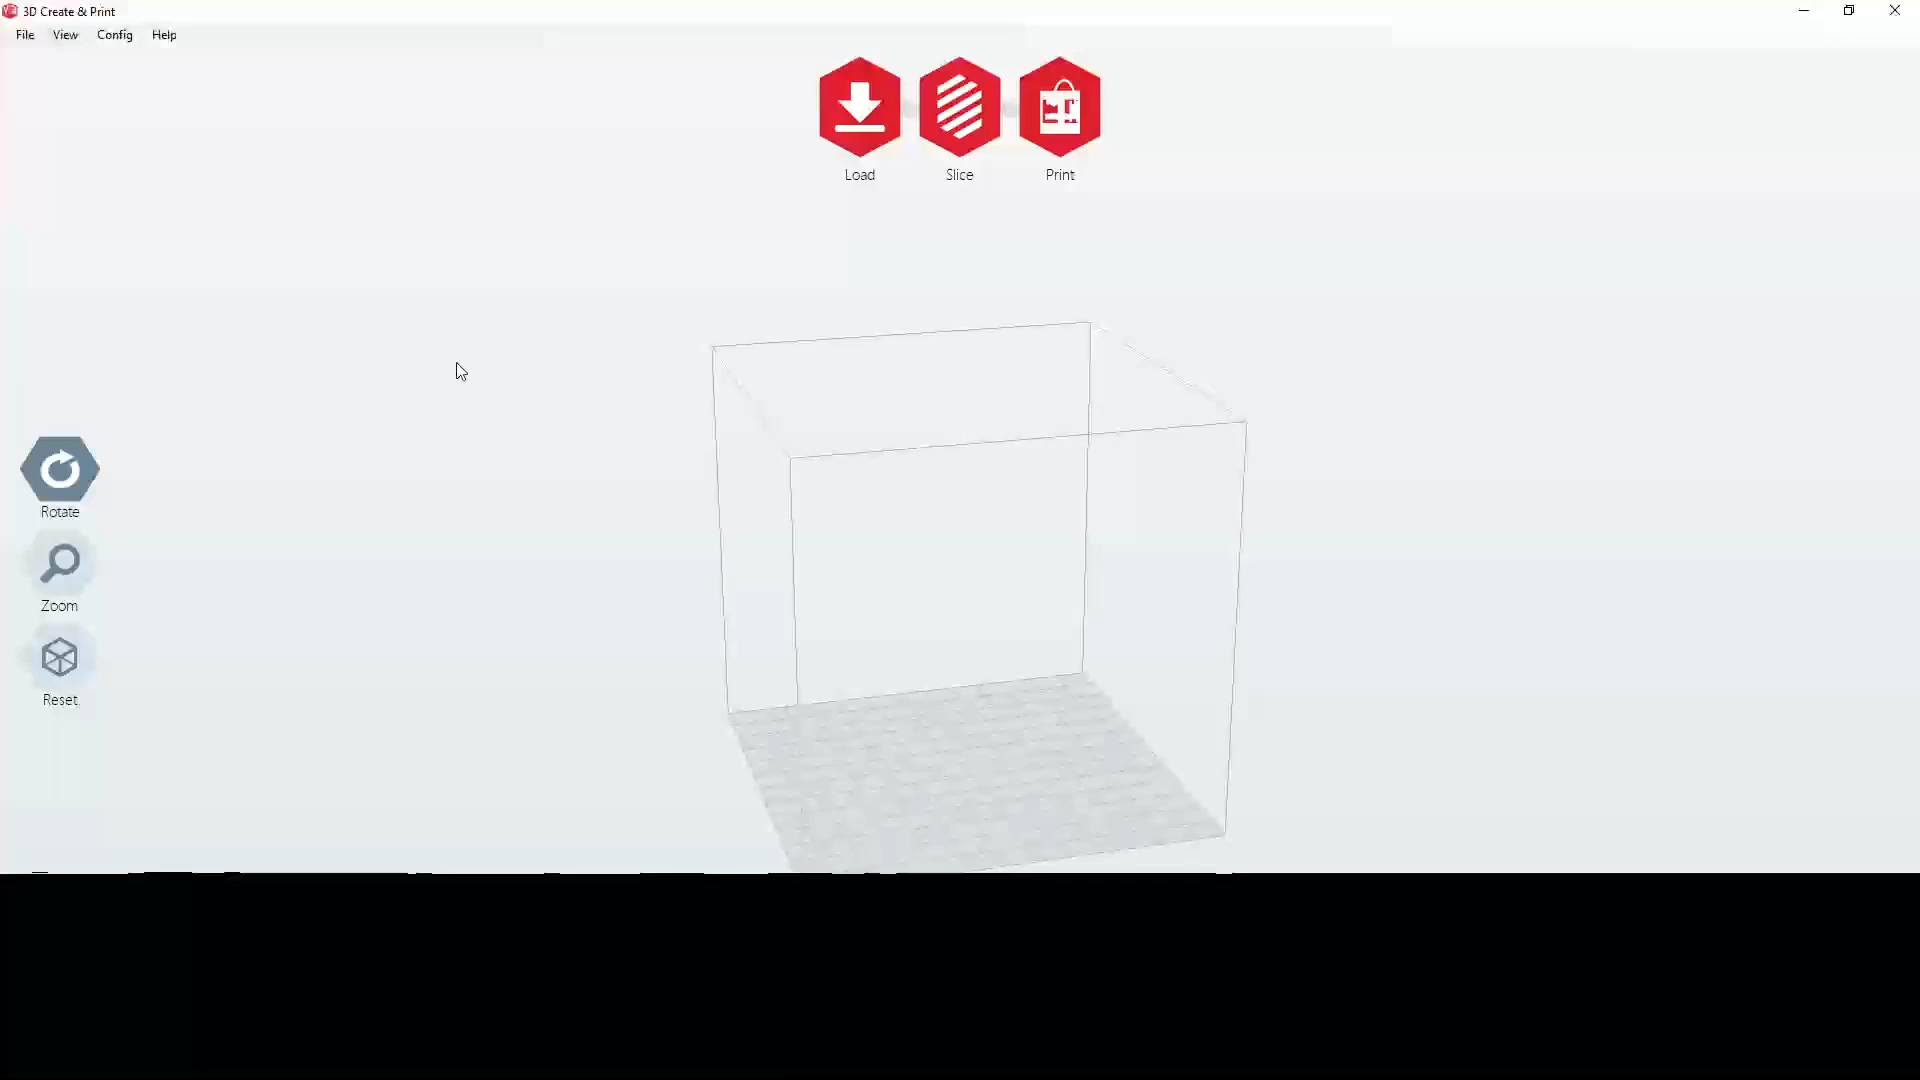 3D Create & Print
File View Config Help
Load Slice Print
Rotate
Zoom
Reset